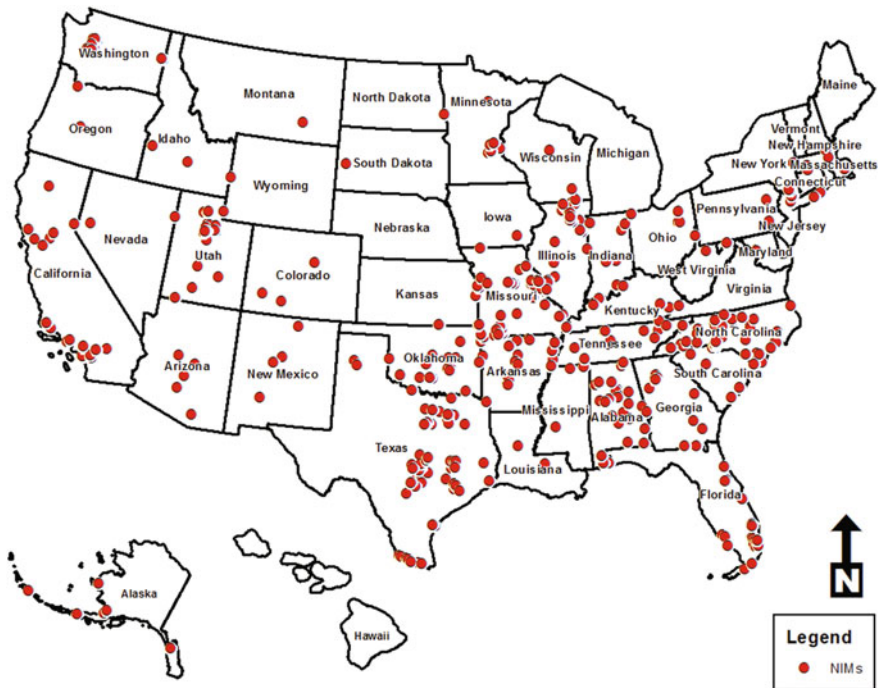 Washington
Montana
North Dakota
Minnesota
Maine
Oregon
Idaho
Vermont
New Hampshire
South Dakota
Wisconsin
Michigan
New York
Massachusetts
Wyoming
Connecticut
Iowa
Pennsylvania
Nebraska
Nevada
Ohio
New Jersey
Utah
Illinois
Indiana
Maryland
California
Colorado
West Virginia
Kansas
Missouri
Virginia
Kentucky
North Carolina
Tennessee
Oklahoma
Arizona
New Mexico
Arkansas
South Carolina
Mississippi
Alabama
Georgia
Texas
Louisiana
Florida
Alaska
N
Hawaii
Legend
NIMs